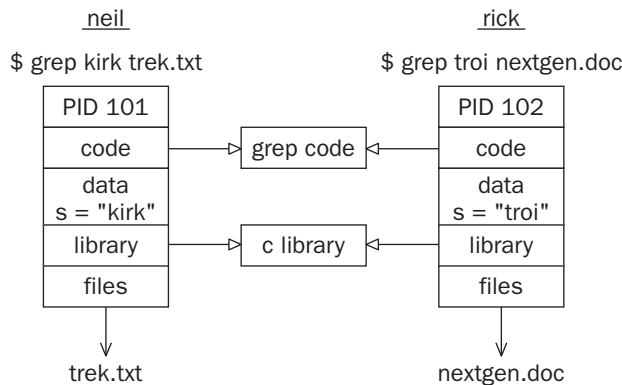 neil
$ grep kirk trek.txt
PID 101
code
data
s = "kirk"
library
files
trek.txt
grep code
c library
rick
$ grep troi nextgen.doc
PID 102
code
data
s = "troi"
library
files
nextgen.doc